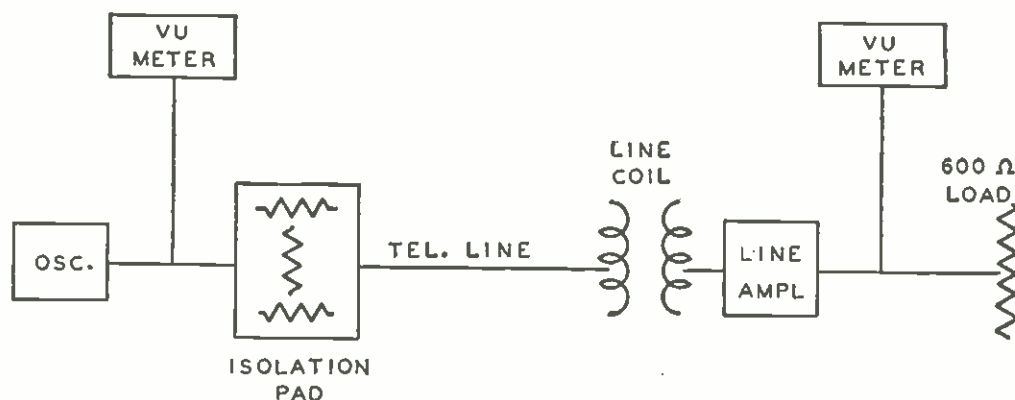 VU
METER
VU
METER
LINE
COIL
600 Ω
LOAD
OSC.
TEL. LINE
LINE
AMPL
ISOLATION
PAD